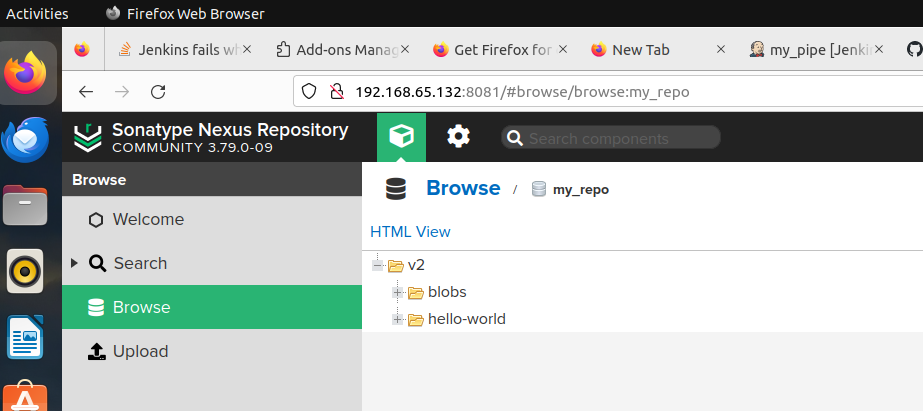 Activities Firefox Web Browser
Jenkins fails wh Add-ons Manag Get Firefox for New Tab my_pipe [Jenkin
192.168.65.132:8081/#browse/browse:my_repo
Sonatype Nexus Repository
COMMUNITY 3.79.0-09
Search components
Browse
Welcome
Search
Browse
Upload
Browse / my_repo
HTML View
v2
blobs
hello-world